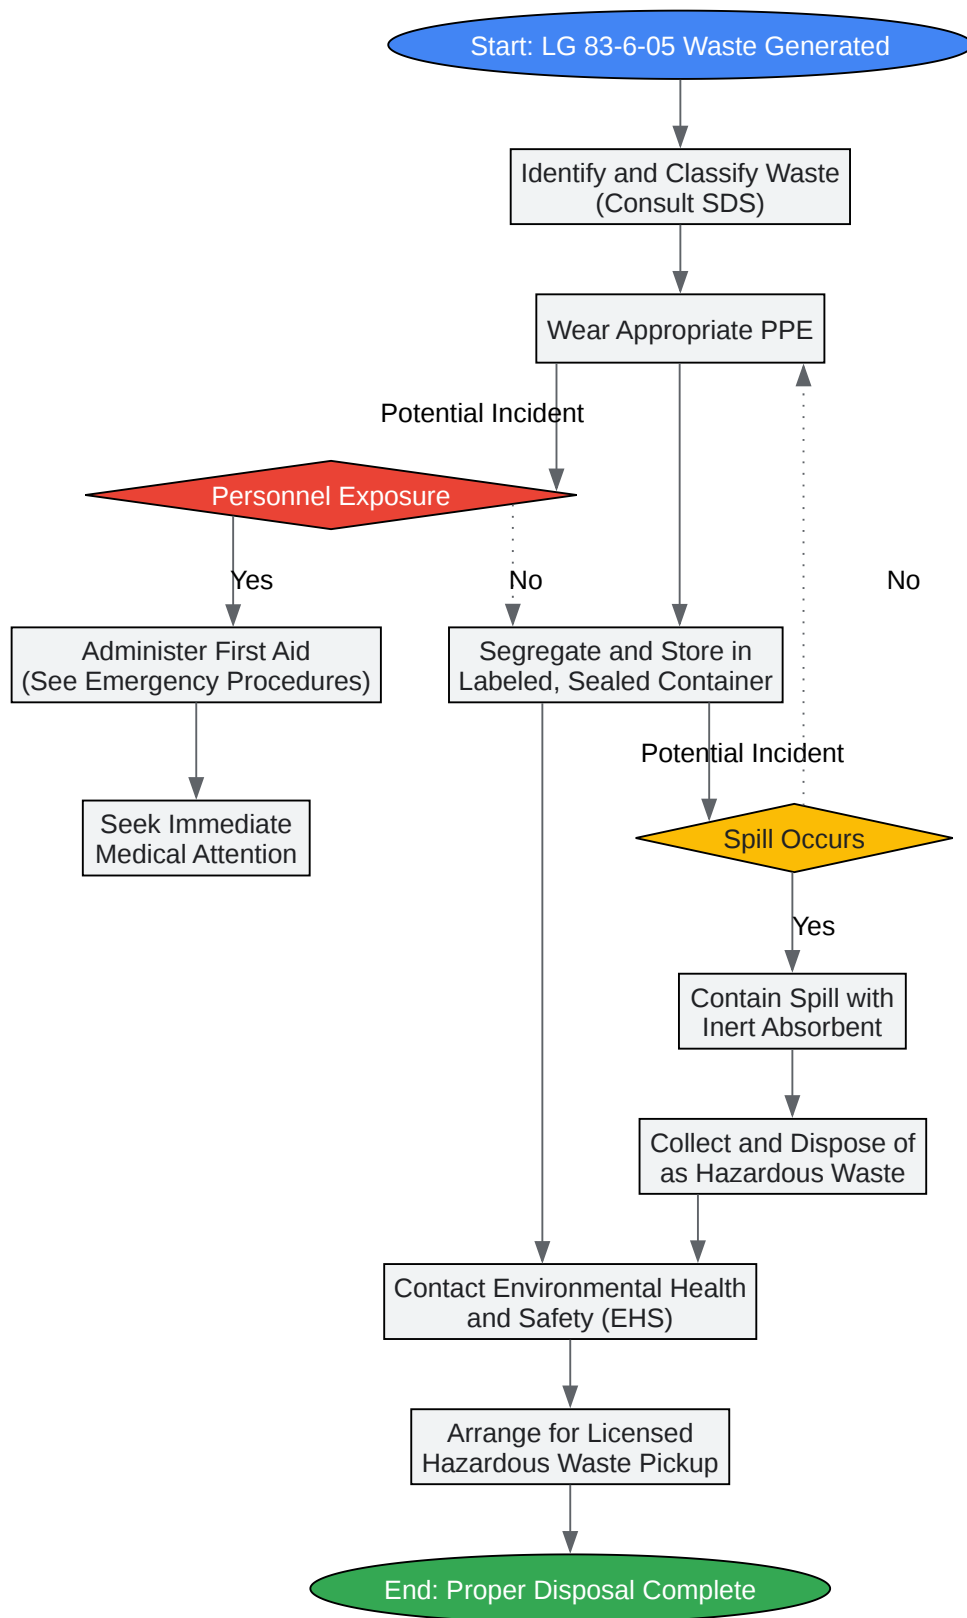 Start: LG 83-6-05 Waste Generated
Identify and Classify Waste
(Consult SDS)
Wear Appropriate PPE
Potential Incident
Personnel Exposure
Yes
No
No
Administer First Aid
(See Emergency Procedures)
Segregate and Store in
Labeled, Sealed Container
Potential Incident
Seek Immediate
Medical Attention
Spill Occurs
Yes
Contain Spill with
Inert Absorbent
Collect and Dispose of
as Hazardous Waste
Contact Environmental Health
and Safety (EHS)
Arrange for Licensed
Hazardous Waste Pickup
End: Proper Disposal Complete